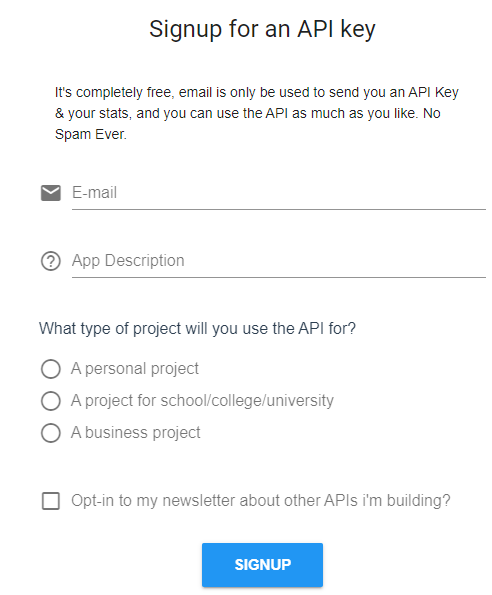 Signup for an API key
It's completely free, email is only be used to send you an API Key
& your stats, and you can use the API as much as you like. No
Spam Ever.
E-mail
App Description
What type of project will you use the API for?
A personal project
A project for school/college/university
A business project
Opt-in to my newsletter about other APIs i'm building?
SIGNUP